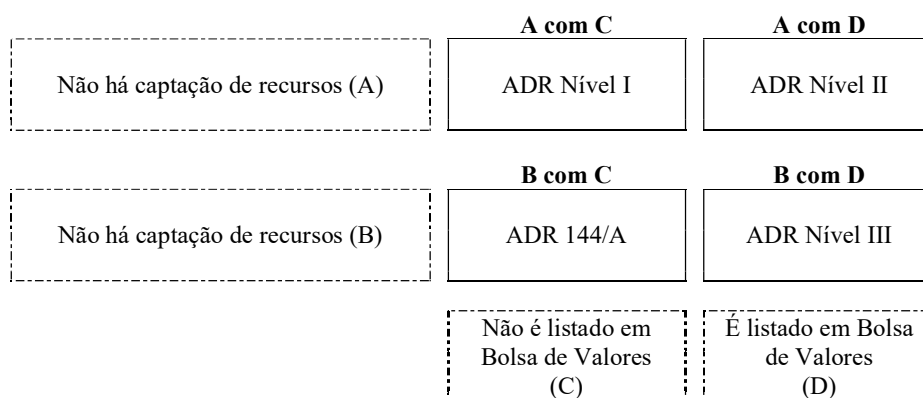 A com C
A com D
Não há captação de recursos (A)
ADR Nível I
ADR Nível II
B com C
B com D
Não há captação de recursos (B)
ADR 144/A
ADR Nível III
Não é listado em
Bolsa de Valores
(C)
É listado em Bolsa
de Valores
(D)